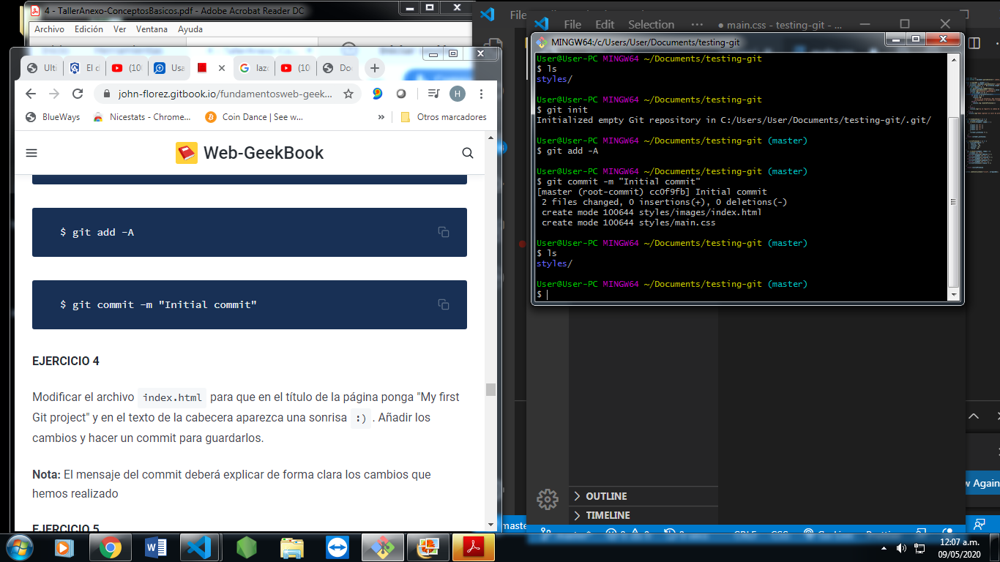 4 - TallerAnexo-ConceptosBasicos.pdf - Adobe Acrobat Reader DC
Archivo Edición Ver Ventana Ayuda
Ulti
El d
(10
Usa
lazo
(10
Do
john-florez.gitbook.io/fundamentosweb-geek...
H
BlueWays
Nicestats - Chrome...
Coin Dance | See w...
»
Otros marcadores
Web-GeekBook
$ git add -A
$ git commit -m "Initial commit"
EJERCICIO 4
Modificar el archivo index.html para que en el título de la página ponga "My first
Git project" y en el texto de la cabecera aparezca una sonrisa :) . Añadir los
cambios y hacer un commit para guardarlos.
Nota: El mensaje del commit deberá explicar de forma clara los cambios que
hemos realizado
EJERCICIO 5
File
File Edit Selection ··· ● main.css - testing-git - ...
MINGW64:/c/Users/User/Documents/testing-git
User@User-PC MINGW64 ~/Documents/testing-git
$ ls
styles/
User@User-PC MINGW64 ~/Documents/testing-git
$ git init
Initialized empty Git repository in C:/Users/User/Documents/testing-git/.git/
User@User-PC MINGW64 ~/Documents/testing-git (master)
$ git add -A
User@User-PC MINGW64 ~/Documents/testing-git (master)
$ git commit -m "Initial commit"
[master (root-commit) cc0f9fb] Initial commit
2 files changed, 0 insertions(+), 0 deletions(-)
create mode 100644 styles/images/index.html
create mode 100644 styles/main.css
User@User-PC MINGW64 ~/Documents/testing-git (master)
$ ls
styles/
User@User-PC MINGW64 ~/Documents/testing-git (master)
$
OUTLINE
TIMELINE
w Again
maste
12:07 a.m.
09/05/2020